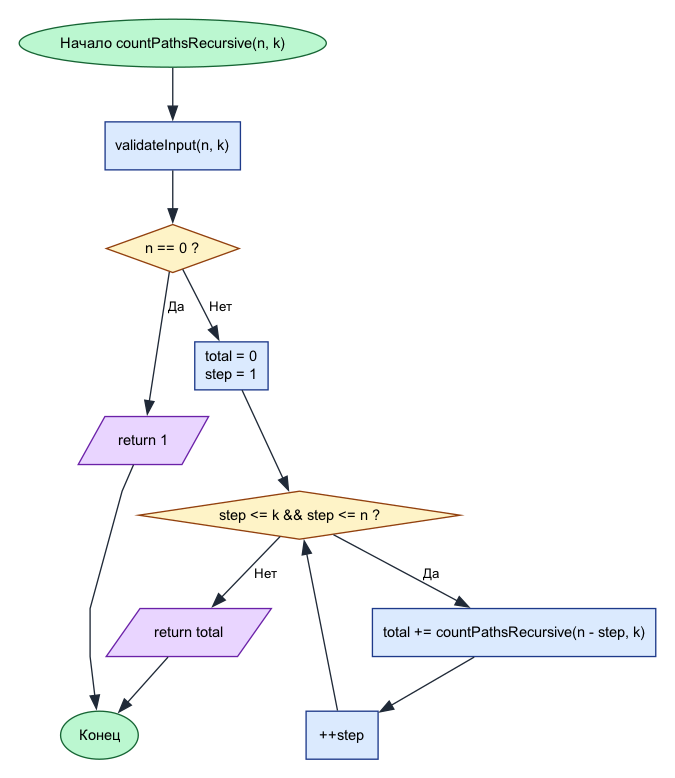 Начало countPathsRecursive(n, k)
validateInput(n, k)
n == 0 ?
Да
Нет
total = 0
step = 1
return 1
step <= k && step <= n ?
Нет
Да
return total
total += countPathsRecursive(n - step, k)
Конец
++step